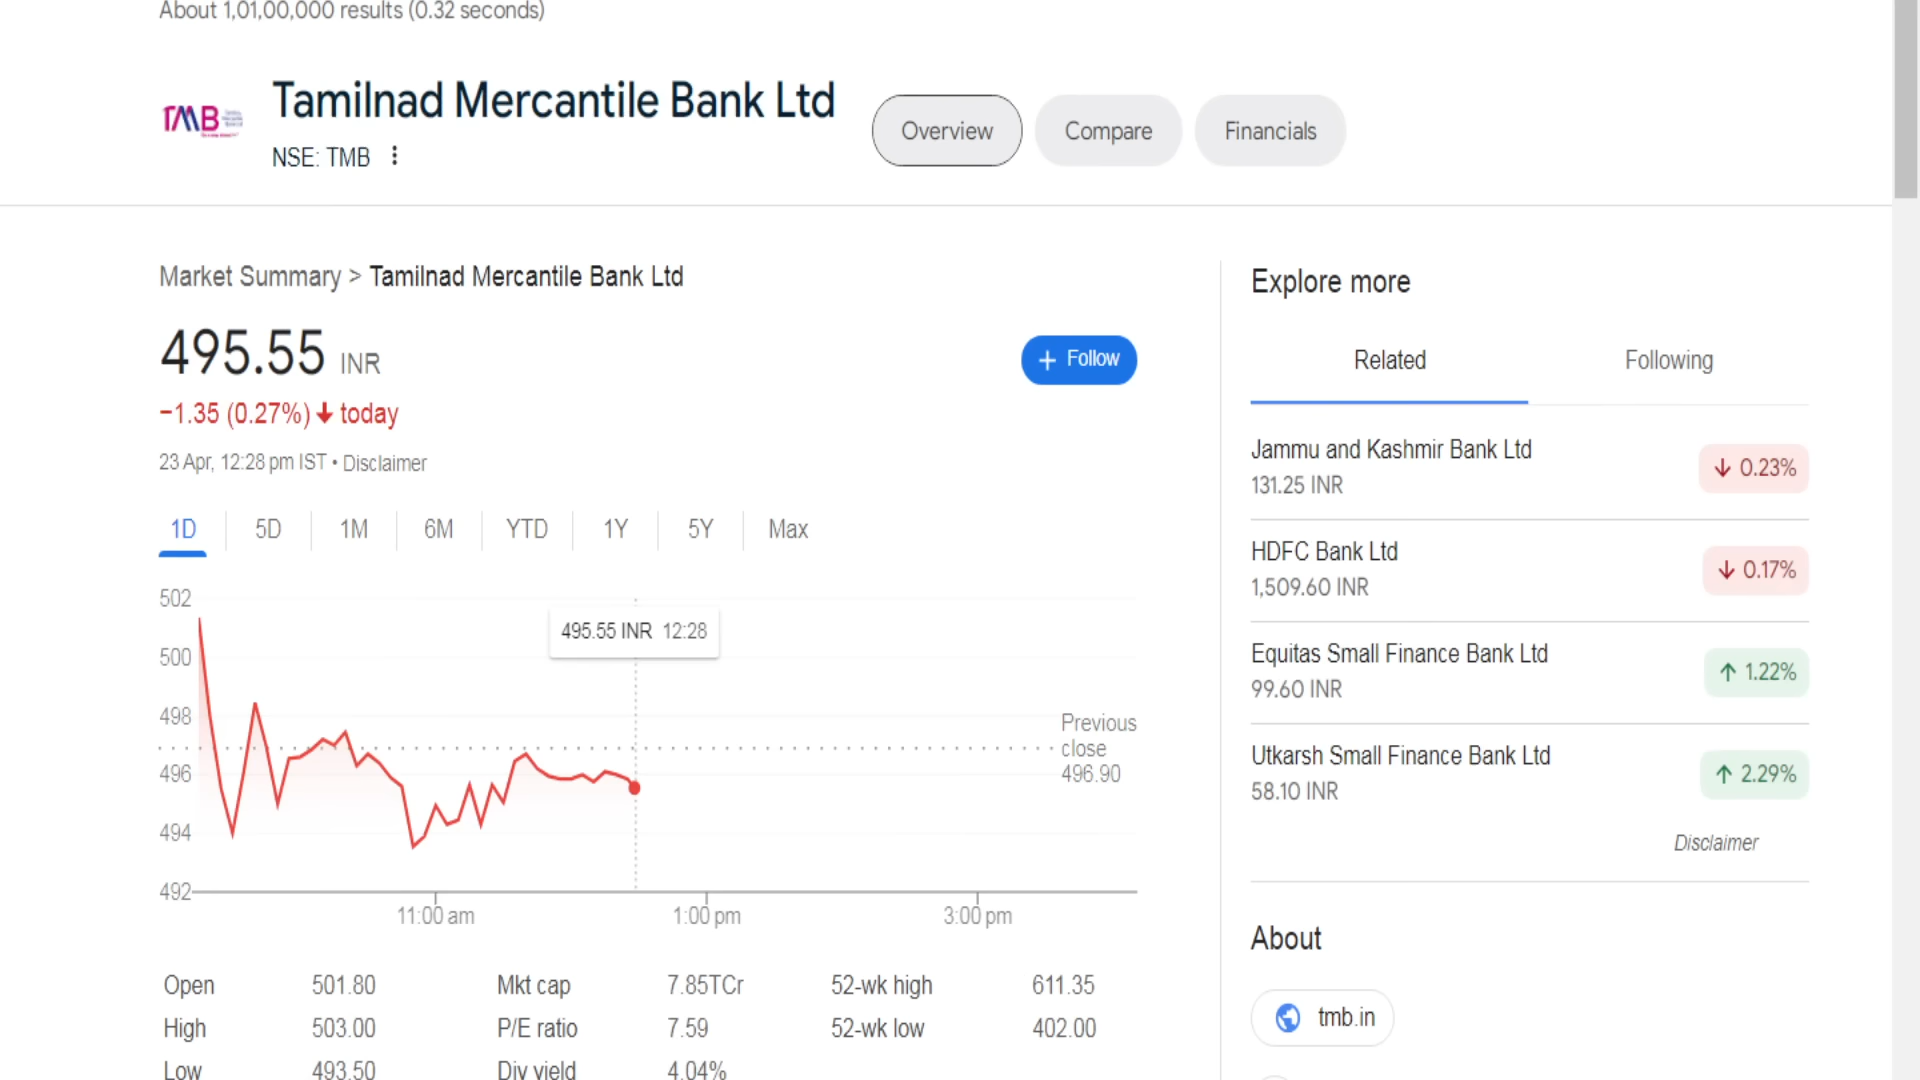 About 1,01,00,000 results (0.32 seconds)
TMB
Tamilnad Mercantile Bank Ltd
NSE: TMB
Overview
Compare
Financials
Market Summary > Tamilnad Mercantile Bank Ltd
495.55 INR
+ Follow
−1.35 (0.27%) today
23 Apr, 12:28 pm IST • Disclaimer
1D 5D 1M 6M YTD 1Y 5Y Max
502
500
498
496
494
492
495.55 INR 12:28
Previous
close
496.90
11:00 am 1:00 pm 3:00 pm
Open 501.80 Mkt cap 7.85TCr 52-wk high 611.35
High 503.00 P/E ratio 7.59 52-wk low 402.00
Low 493.50 Div yield 4.04%
Explore more
Related Following
Jammu and Kashmir Bank Ltd
131.25 INR
0.23%
HDFC Bank Ltd
1,509.60 INR
0.17%
Equitas Small Finance Bank Ltd
99.60 INR
1.22%
Utkarsh Small Finance Bank Ltd
58.10 INR
2.29%
Disclaimer
About
tmb.in